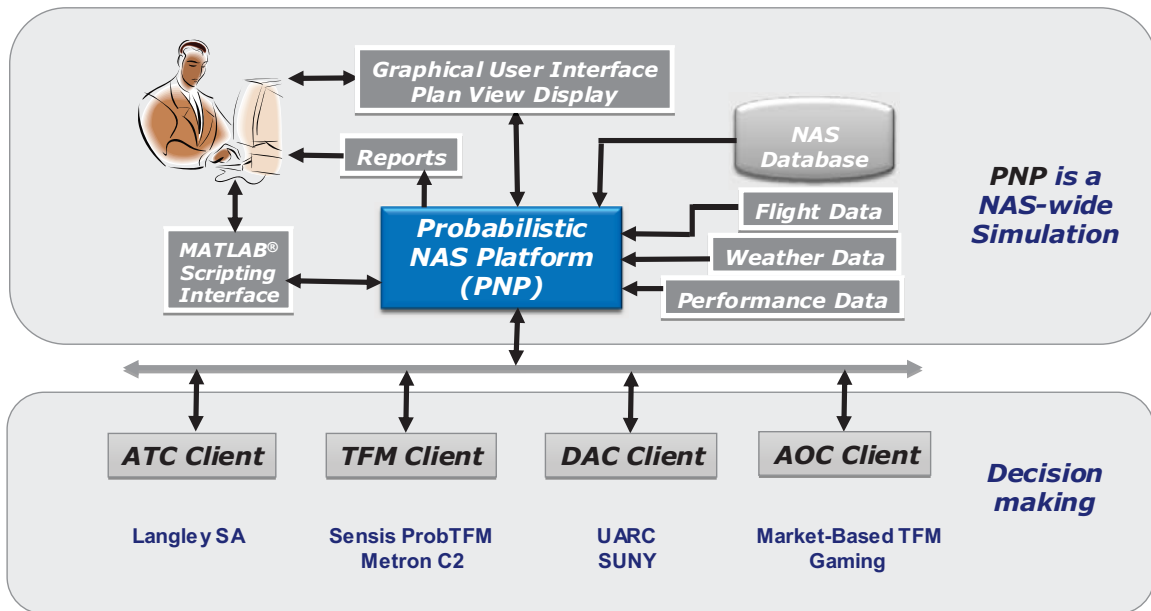 Graphical User Interface
Plan View Display
NAS
Database
Reports
PNP is a
NAS-wide
Simulation
Flight Data
Probabilistic
NAS Platform
(PNP)
MATLAB®
Scripting
Interface
Weather Data
Performance Data
ATC Client
TFM Client
DAC Client
AOC Client
Decision
making
Langley SA
Sensis ProbTFM
Metron C2
UARC
SUNY
Market-Based TFM
Gaming